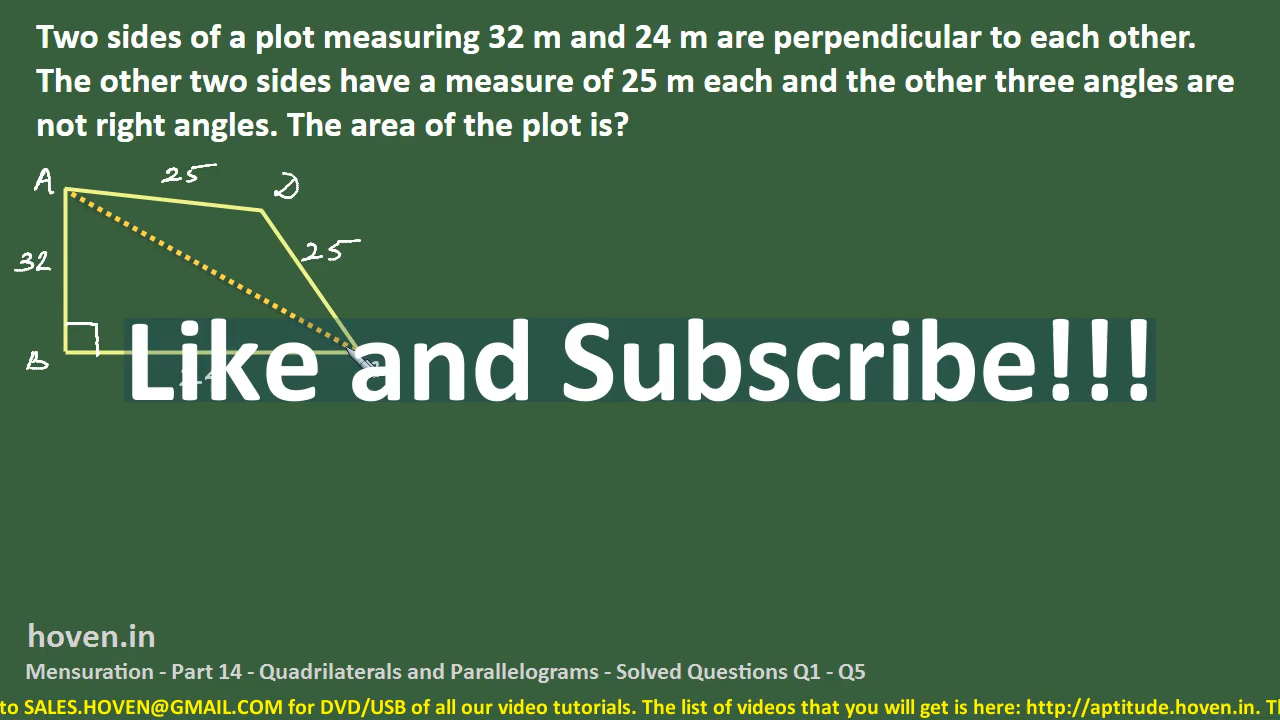 Two sides of a plot measuring 32 m and 24 m are perpendicular to each other.
The other two sides have a measure of 25 m each and the other three angles are
not right angles. The area of the plot is?
A
25
D
32
25
B
Like and Subscribe!!!
hoven.in
Mensuration - Part 14 - Quadrilaterals and Parallelograms - Solved Questions Q1 - Q5
to SALES.HOVEN@GMAIL.COM for DVD/USB of all our video tutorials. The list of videos that you will get is here: http://aptitude.hoven.in. T